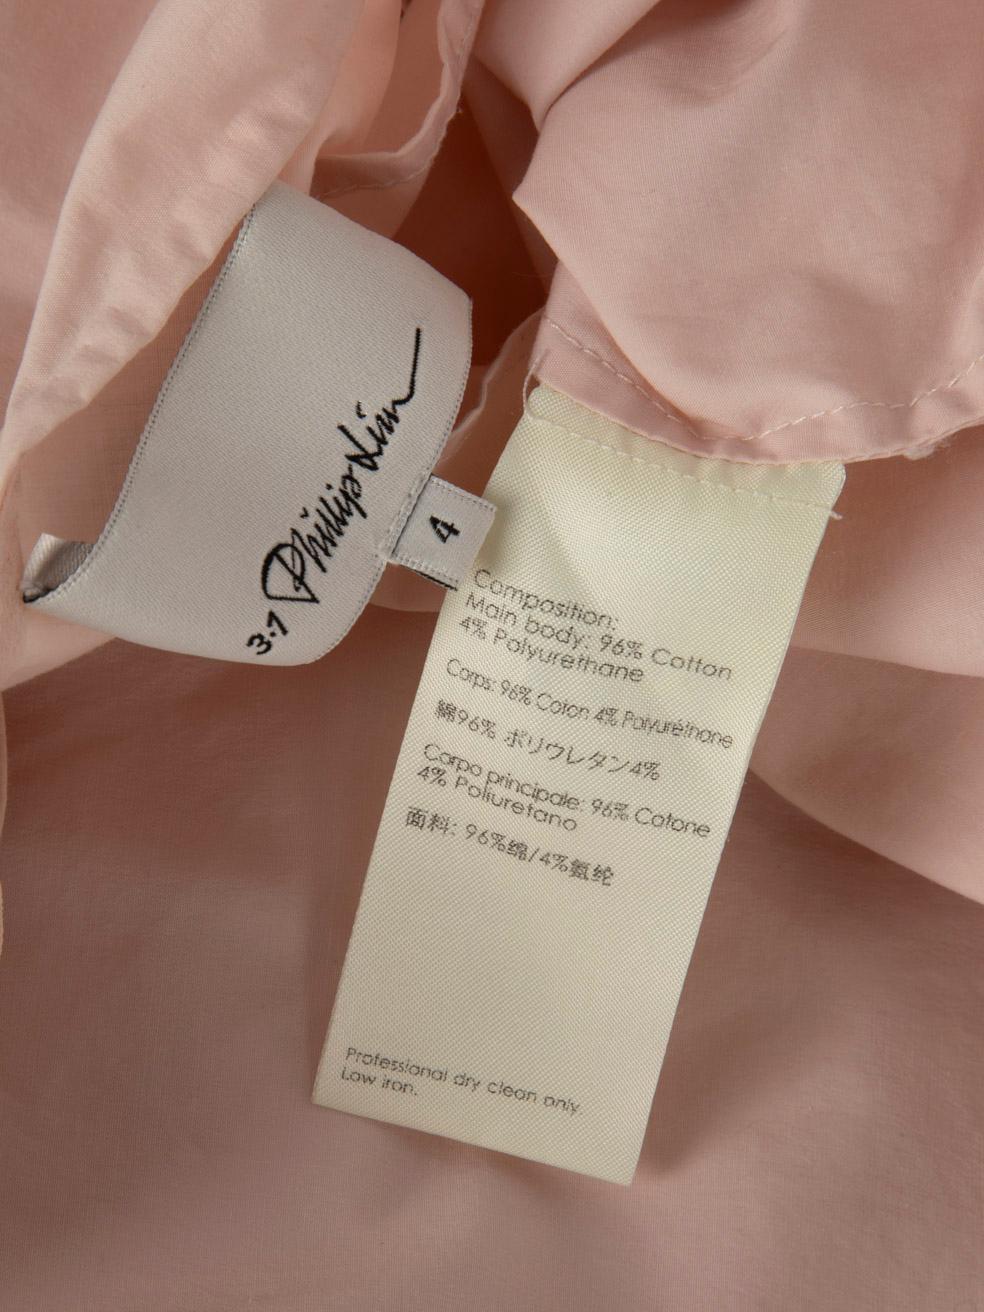 3.1 Phillip Lim
4
Composition:
Main body: 96% Cotton
4% Polyurethane
Corps: 96% Coton 4% Polyuréthane
綿96% ポリウレタン4%
Corpo principale: 96% Cotone
4% Poliuretano
面料: 96%绵/4%氨纶
Professional dry clean only
Low iron.